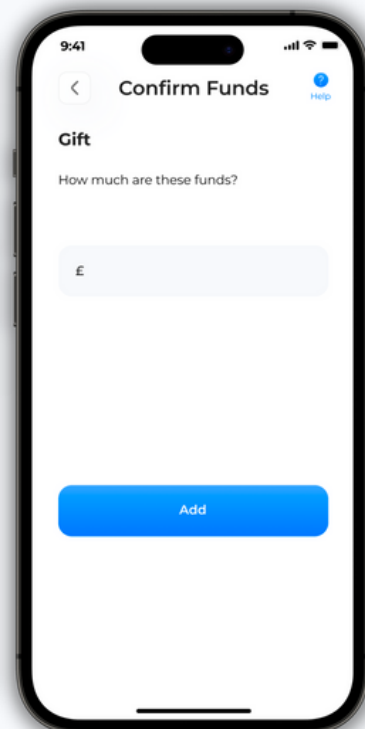 9:41
Confirm Funds
Help
Gift
How much are these funds?
£
Add